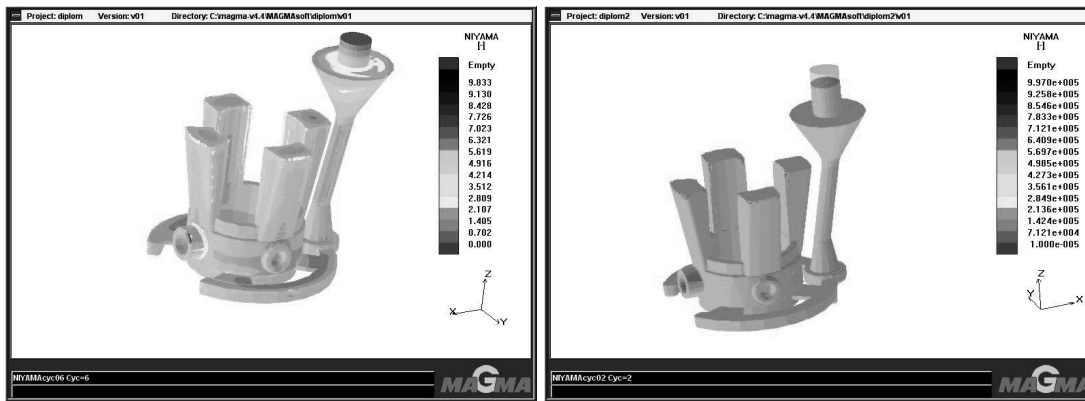 Project: diplom Version: v01 Directory: C:\magma-v4.4\MAGMAsoft\diplom\v01
NIYAMA
[-]
Empty
9.833
9.130
8.428
7.726
7.023
6.321
5.619
4.916
4.214
3.512
2.809
2.107
1.405
0.702
0.000
Z
X
Y
NIYAMAcyc06 Cyc=6
MAGMA
Project: diplom2 Version: v01 Directory: C:\magma-v4.4\MAGMAsoft\diplom2\v01
NIYAMA
[-]
Empty
9.970e+005
9.258e+005
8.546e+005
7.833e+005
7.121e+005
6.409e+005
5.697e+005
4.985e+005
4.273e+005
3.561e+005
2.849e+005
2.136e+005
1.424e+005
7.121e+004
1.000e-005
Z
Y
X
NIYAMAcyc02 Cyc=2
MAGMA